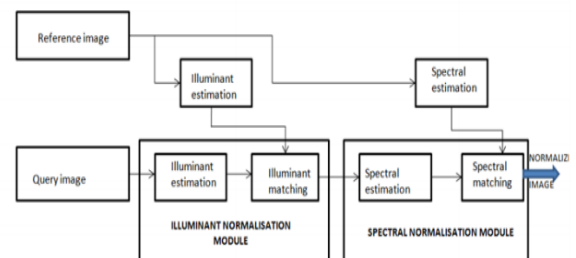 Reference image
Illuminant
estimation
Spectral
estimation
Query image
Illuminant
estimation
Illuminant
matching
Spectral
estimation
Spectral
matching
NORMALIZE
IMAGE
ILLUMINANT NORMALISATION
MODULE
SPECTRAL NORMALISATION MODULE